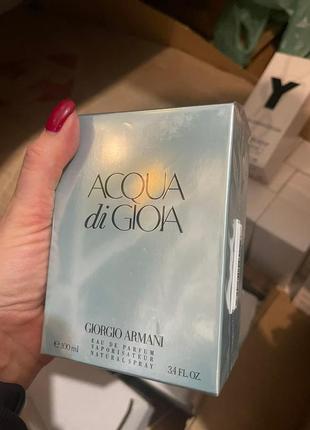 ACQUA
di GIOIA
GIORGIO ARMANI
EAU DE PARFUM
VAPORISATEUR
NATURAL SPRAY
e 100 ml
3.4 FL. OZ.
Y